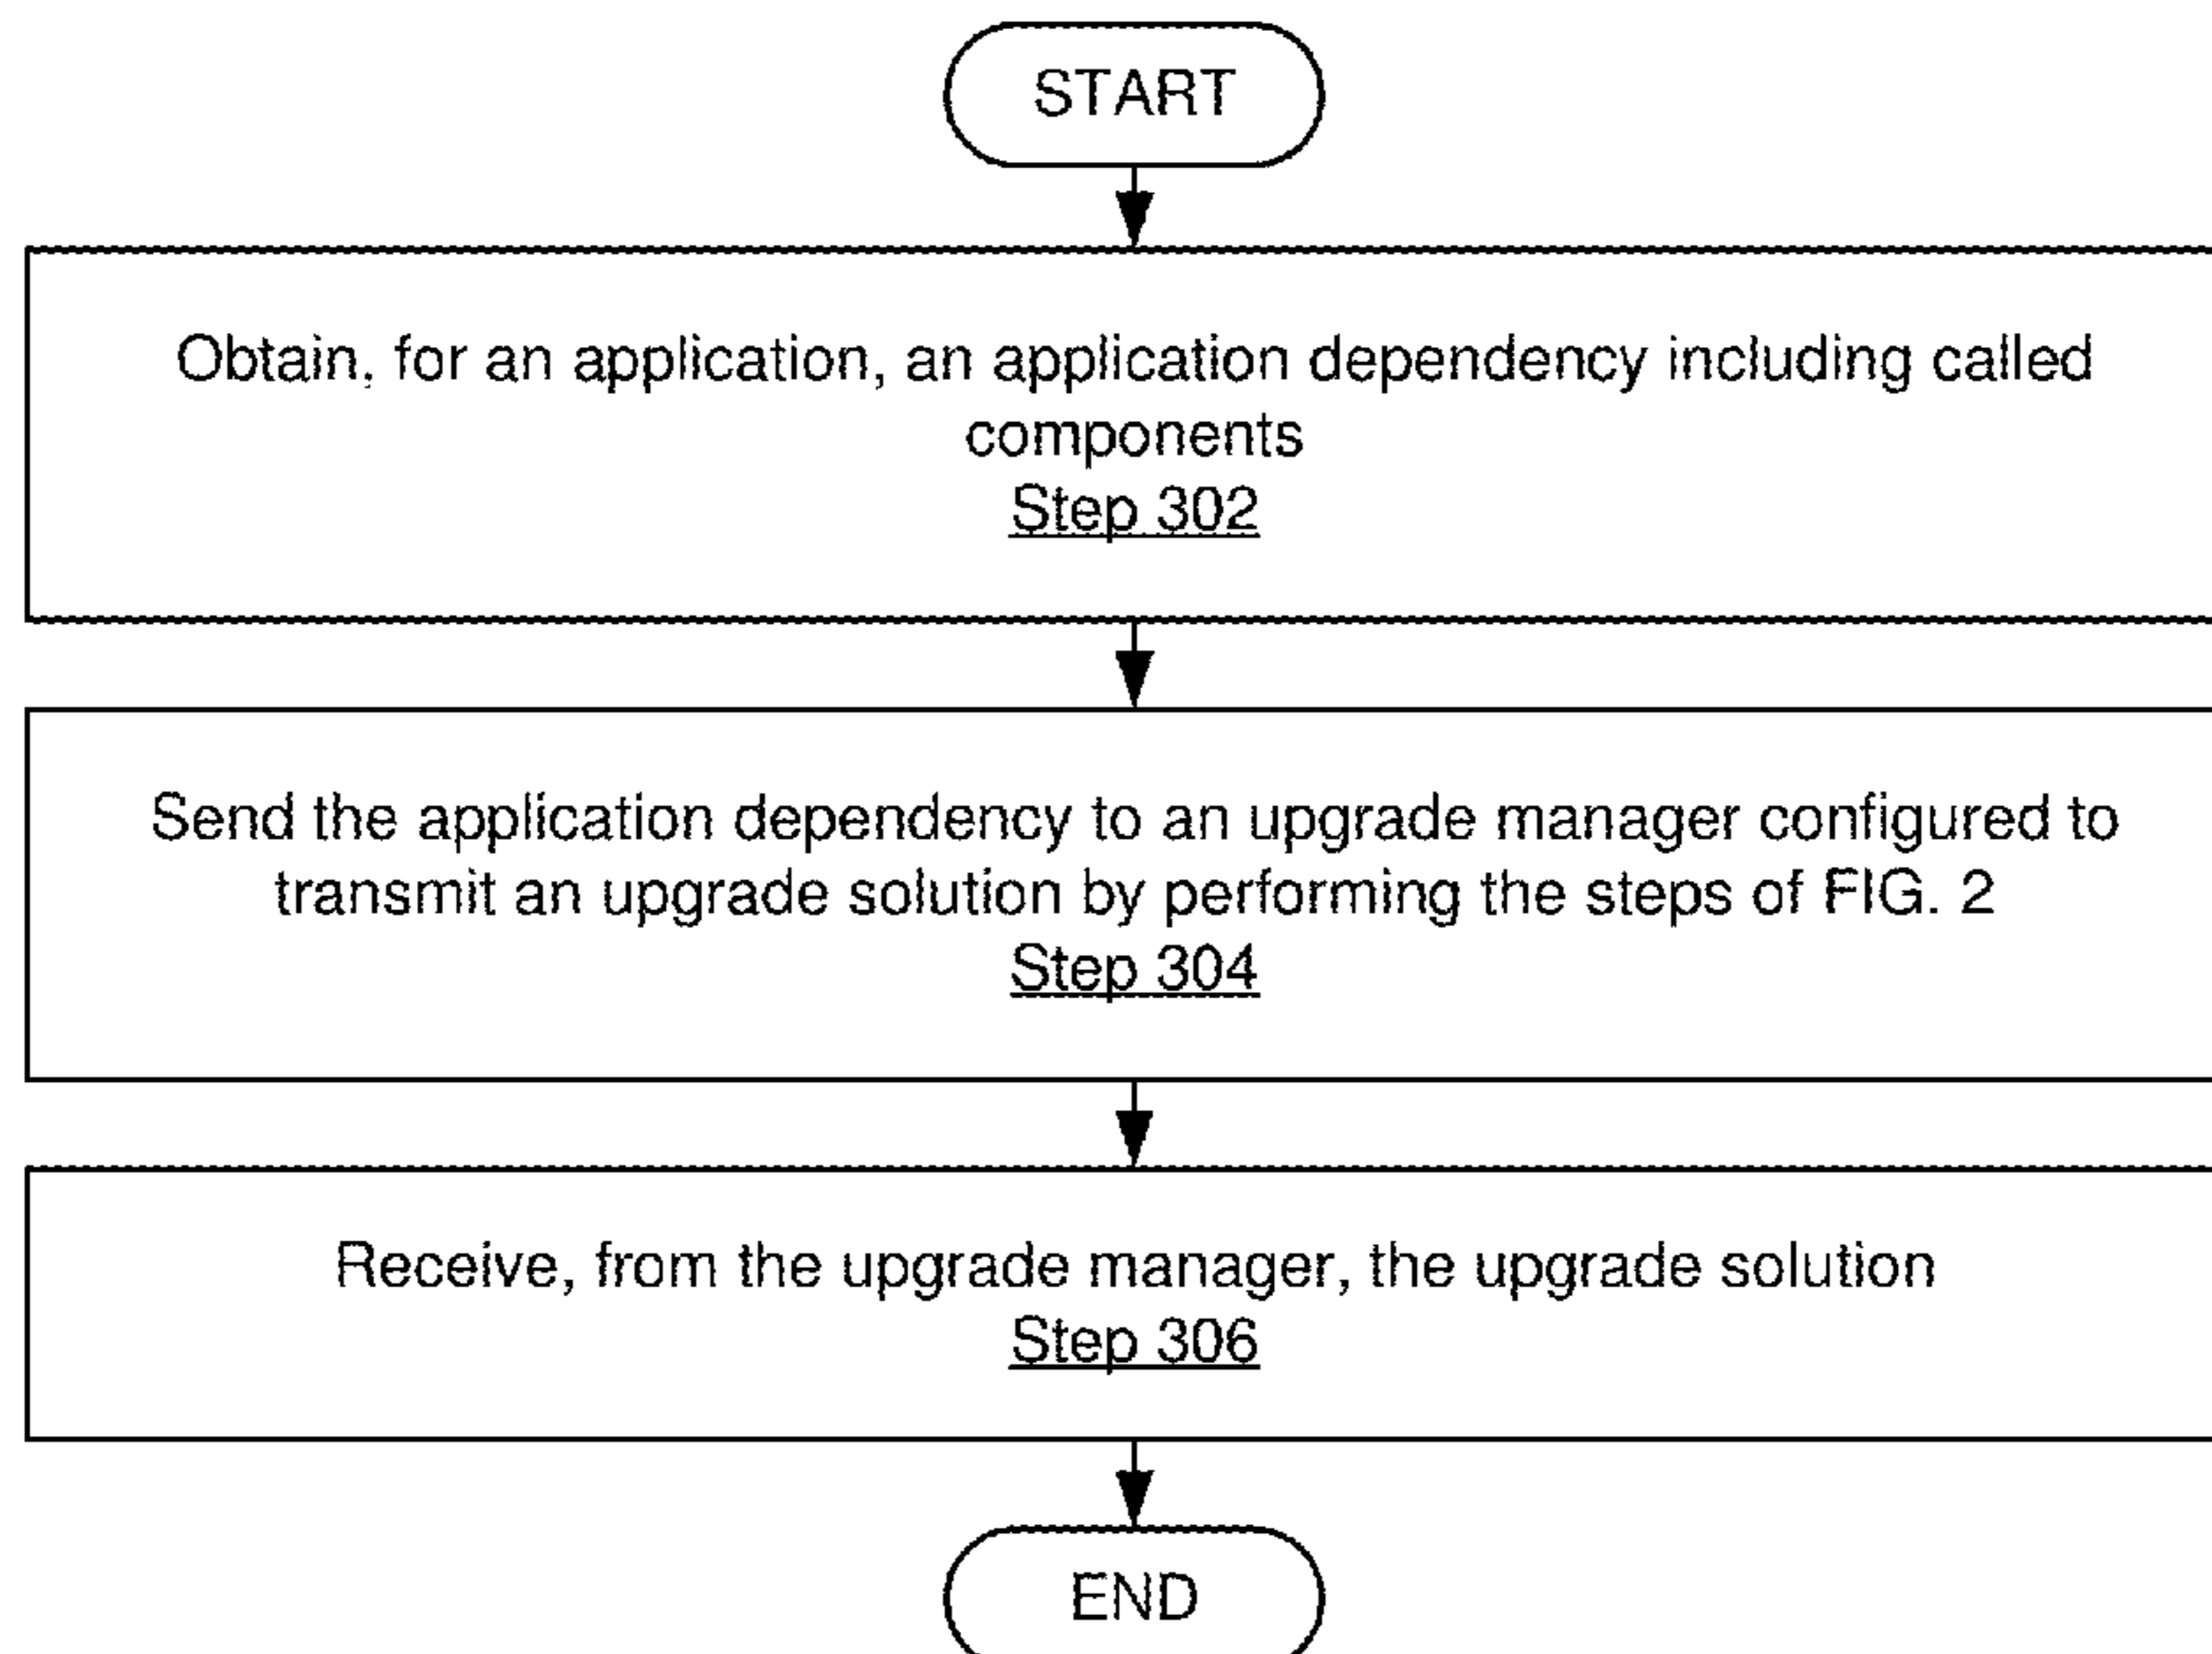 START
Obtain, for an application, an application dependency including called
components
Step 302
Send the application dependency to an upgrade manager configured to
transmit an upgrade solution by performing the steps of FIG. 2
Step 304
Receive, from the upgrade manager, the upgrade solution
Step 306
END